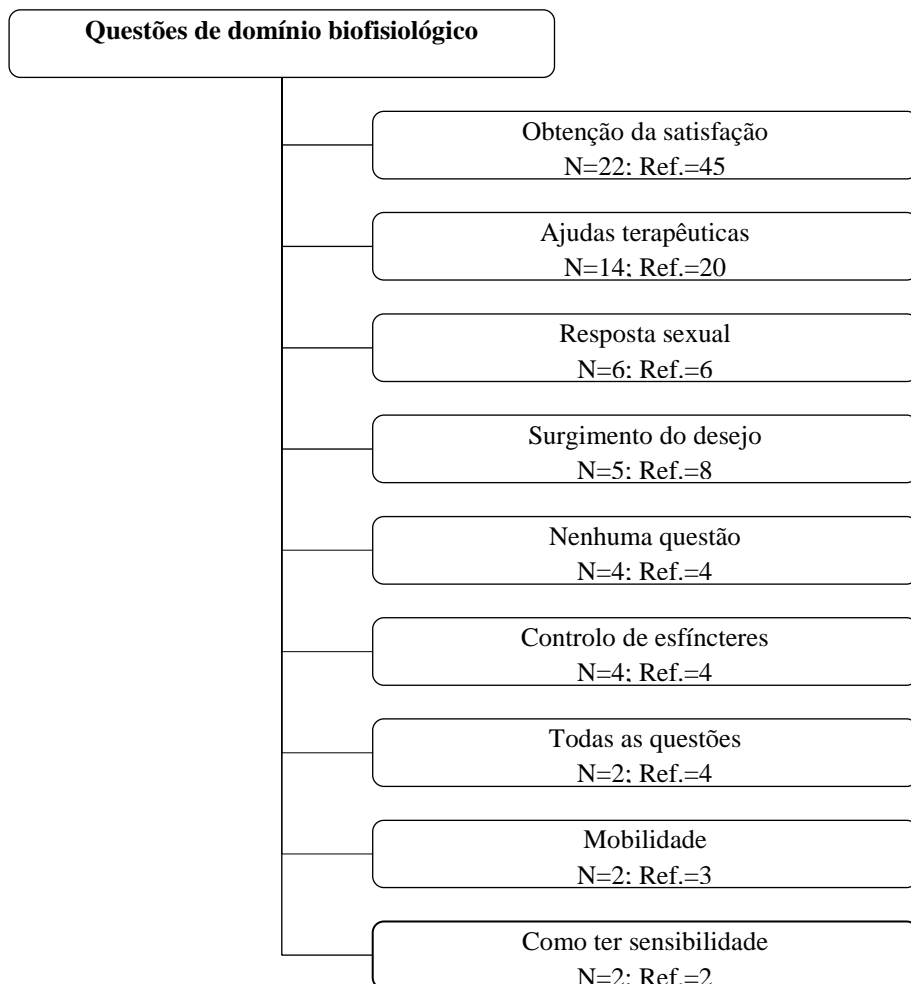 Questões de domínio biofisiológico
Obtenção da satisfação
N=22; Ref.=45
Ajudas terapêuticas
N=14; Ref.=20
Resposta sexual
N=6; Ref.=6
Surgimento do desejo
N=5; Ref.=8
Nenhuma questão
N=4; Ref.=4
Controlo de esfíncteres
N=4; Ref.=4
Todas as questões
N=2; Ref.=4
Mobilidade
N=2; Ref.=3
Como ter sensibilidade
N=2; Ref.=2